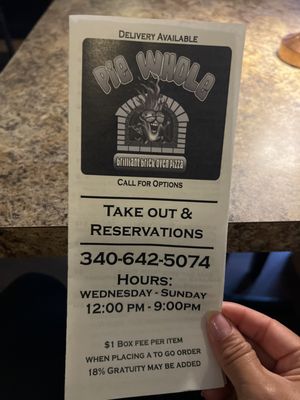 Delivery Available
Pie Whole
brilliant brick oven pizza
Call for Options
Take out &
Reservations
340-642-5074
Hours:
Wednesday - Sunday
12:00 pm - 9:00pm
$1 Box fee per item
when placing a to go order
18% Gratuity may be added